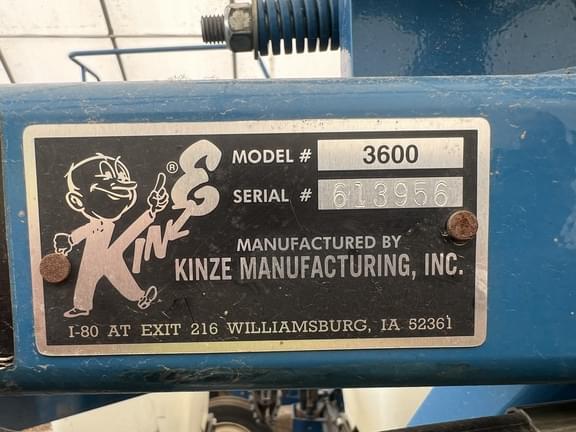 KINZE ®
MODEL # 3600
SERIAL # 613956
MANUFACTURED BY
KINZE MANUFACTURING, INC.
I-80 AT EXIT 216 WILLIAMSBURG, IA 52361